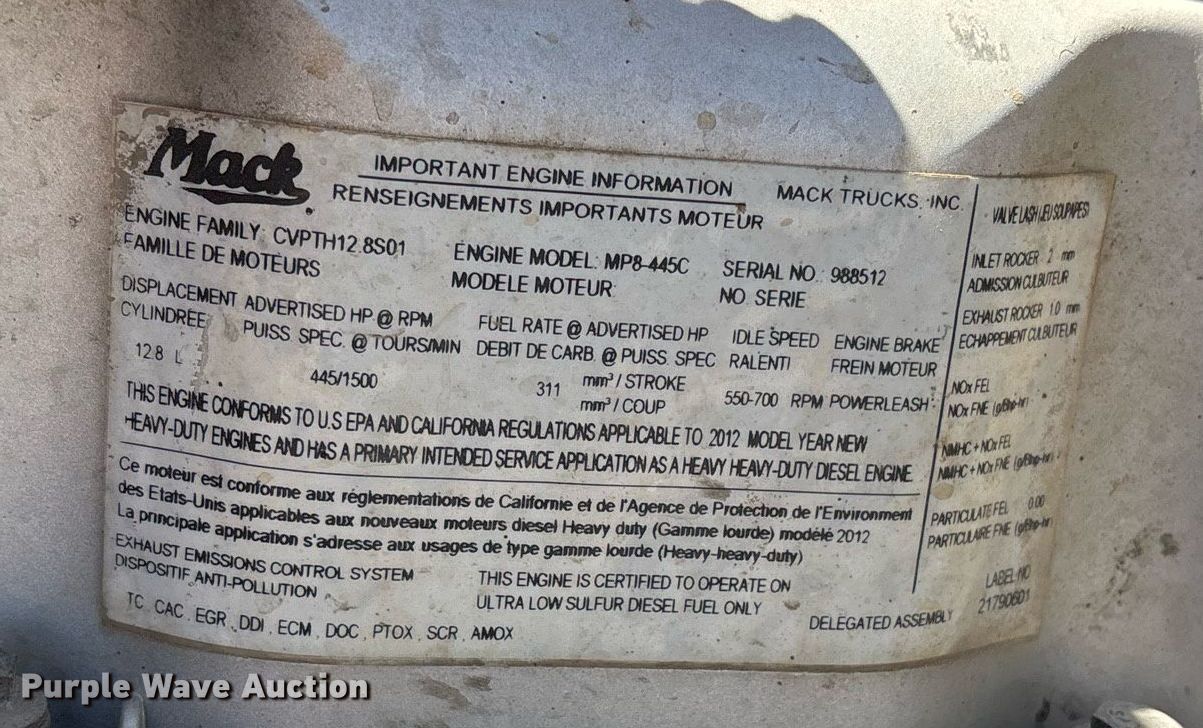 Mack
IMPORTANT ENGINE INFORMATION
MACK TRUCKS, INC.
RENSEIGNEMENTS IMPORTANTS MOTEUR
ENGINE FAMILY: CVPTH12.8S01
FAMILLE DE MOTEURS
ENGINE MODEL: MP8-445C
MODELE MOTEUR:
SERIAL NO.: 988512
NO. SERIE
DISPLACEMENT
CYLINDREE
12.8 L
ADVERTISED HP @ RPM
PUISS. SPEC. @ TOURS/MIN
445/1500
FUEL RATE @ ADVERTISED HP
DEBIT DE CARB. @ PUISS. SPEC
311 mm³ / STROKE
mm³ / COUP
IDLE SPEED
RALENTI
550-700 RPM
ENGINE BRAKE
FREIN MOTEUR
POWERLEASH
THIS ENGINE CONFORMS TO U.S EPA AND CALIFORNIA REGULATIONS APPLICABLE TO 2012 MODEL YEAR NEW
HEAVY-DUTY ENGINES AND HAS A PRIMARY INTENDED SERVICE APPLICATION AS A HEAVY HEAVY-DUTY DIESEL ENGINE
Ce moteur est conforme aux réglementations de Californie et de l'Agence de Protection de l'Environment
des Etats-Unis applicables aux nouveaux moteurs diesel Heavy duty (Gamme lourde) modèlé 2012
La principale application s'adresse aux usages de type gamme lourde (Heavy-heavy-duty)
EXHAUST EMISSIONS CONTROL SYSTEM
DISPOSITIF ANTI-POLLUTION
TC , CAC , EGR , DDI , ECM , DOC , PTOX , SCR , AMOX
THIS ENGINE IS CERTIFIED TO OPERATE ON
ULTRA LOW SULFUR DIESEL FUEL ONLY
DELEGATED ASSEMBLY
VALVE LASH (JEU SOUPAPES)
INLET ROCKER .2 mm
ADMISSION CULBUTEUR
EXHAUST ROCKER 1.0 mm
ECHAPPEMENT CULBUTEUR
NOx FEL
NOx FNE (g/Bhp-hr)
NMHC + NOx FEL
NMHC + NOx FNE (g/Bhp-hr)
PARTICULATE FEL 0.00
PARTICULAIRE FNE (g/Bhp-hr)
LABEL NO
21790601
Purple Wave Auction